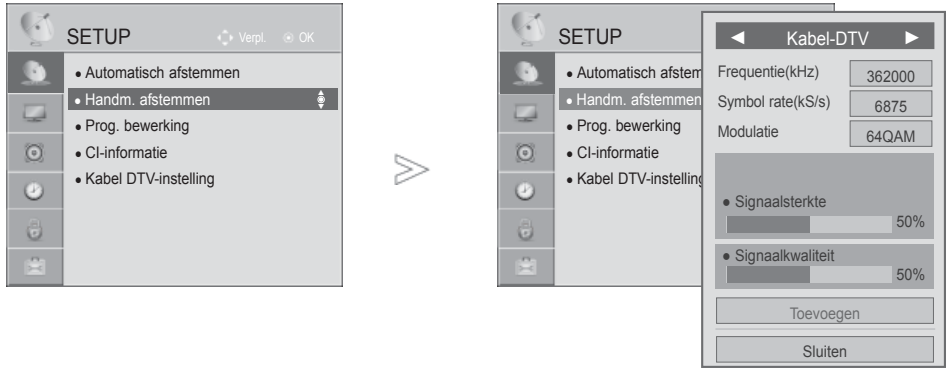 SETUP
Verpl. OK
• Automatisch afstemmen
• Handm. afstemmen
• Prog. bewerking
• CI-informatie
• Kabel DTV-instelling
SETUP
• Automatisch afstem
• Handm. afstemmen
• Prog. bewerking
• CI-informatie
• Kabel DTV-instelling
◄ Kabel-DTV ►
Frequentie(kHz) 362000
Symbol rate(kS/s) 6875
Modulatie 64QAM
• Signaalsterkte
50%
• Signaalkwaliteit
50%
Toevoegen
Sluiten